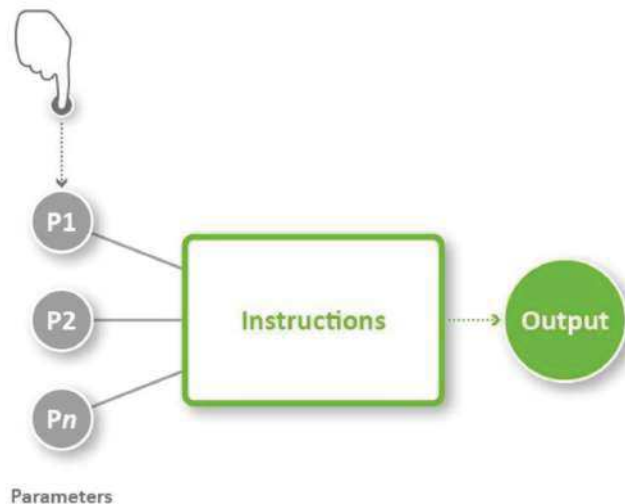 P1
P2
Instructions
Output
Pn
Parameters